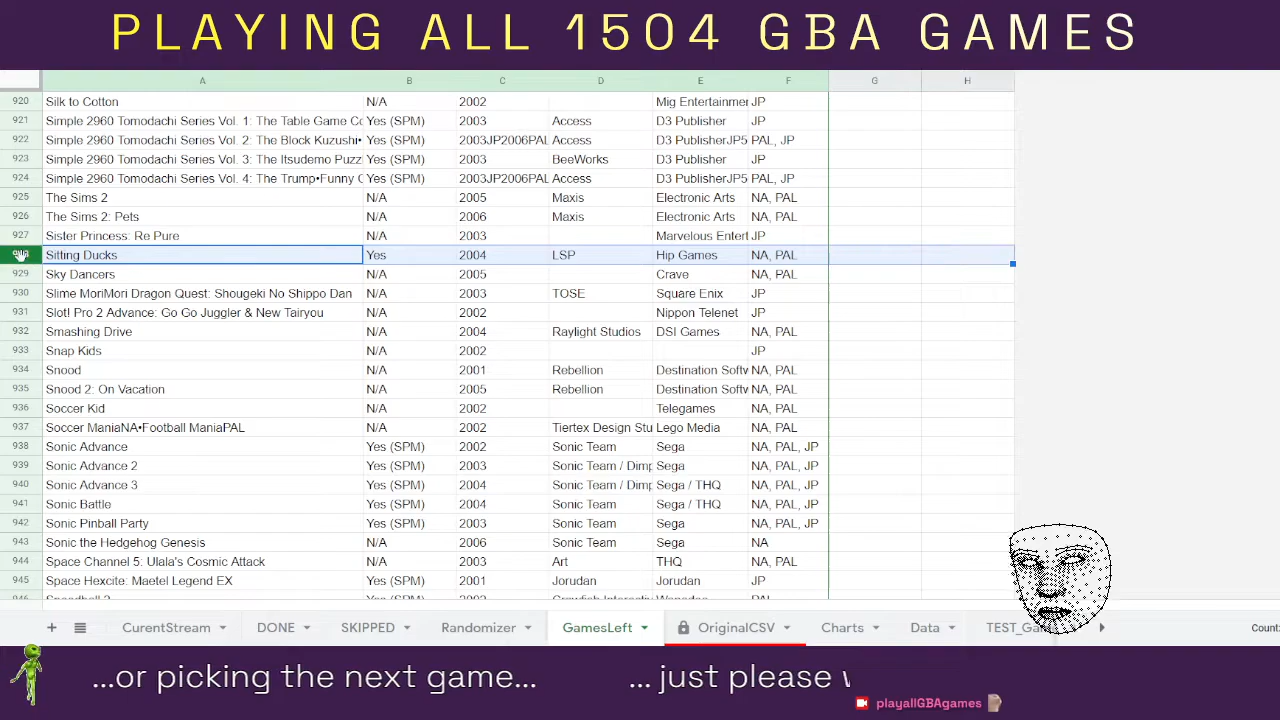 PLAYING ALL 1504 GBA GAMES
A B C D E F G H
920 Silk to Cotton N/A 2002 Mig Entertainmer JP
921 Simple 2960 Tomodachi Series Vol. 1: The Table Game Co Yes (SPM) 2003 Access D3 Publisher JP
922 Simple 2960 Tomodachi Series Vol. 2: The Block Kuzushi• Yes (SPM) 2003JP2006PAL Access D3 PublisherJP5 PAL, JP
923 Simple 2960 Tomodachi Series Vol. 3: The Itsudemo Puzz Yes (SPM) 2003 BeeWorks D3 Publisher JP
924 Simple 2960 Tomodachi Series Vol. 4: The Trump•Funny C Yes (SPM) 2003JP2006PAL Access D3 PublisherJP5 PAL, JP
925 The Sims 2 N/A 2005 Maxis Electronic Arts NA, PAL
926 The Sims 2: Pets N/A 2006 Maxis Electronic Arts NA, PAL
927 Sister Princess: Re Pure N/A 2003 Marvelous Entert JP
Sitting Ducks Yes 2004 LSP Hip Games NA, PAL
929 Sky Dancers N/A 2005 Crave NA, PAL
930 Slime MoriMori Dragon Quest: Shougeki No Shippo Dan N/A 2003 TOSE Square Enix JP
931 Slot! Pro 2 Advance: Go Go Juggler & New Tairyou N/A 2002 Nippon Telenet JP
932 Smashing Drive N/A 2004 Raylight Studios DSI Games NA, PAL
933 Snap Kids N/A 2002 JP
934 Snood N/A 2001 Rebellion Destination Softw NA, PAL
935 Snood 2: On Vacation N/A 2005 Rebellion Destination Softw NA, PAL
936 Soccer Kid N/A 2002 Telegames NA, PAL
937 Soccer ManiaNA•Football ManiaPAL N/A 2002 Tiertex Design Stu Lego Media NA, PAL
938 Sonic Advance Yes (SPM) 2002 Sonic Team Sega NA, PAL, JP
939 Sonic Advance 2 Yes (SPM) 2003 Sonic Team / Dimp Sega NA, PAL, JP
940 Sonic Advance 3 Yes (SPM) 2004 Sonic Team / Dimp Sega / THQ NA, PAL, JP
941 Sonic Battle Yes (SPM) 2004 Sonic Team Sega / THQ NA, PAL, JP
942 Sonic Pinball Party Yes (SPM) 2003 Sonic Team Sega NA, PAL, JP
943 Sonic the Hedgehog Genesis N/A 2006 Sonic Team Sega NA
944 Space Channel 5: Ulala's Cosmic Attack N/A 2003 Art THQ NA, PAL
945 Space Hexcite: Maetel Legend EX Yes (SPM) 2001 Jorudan Jorudan JP
+ CurentStream DONE SKIPPED Randomizer GamesLeft OriginalCSV Charts Data TEST_Ga Count:
...or picking the next game... ... just please
playallGBAgames